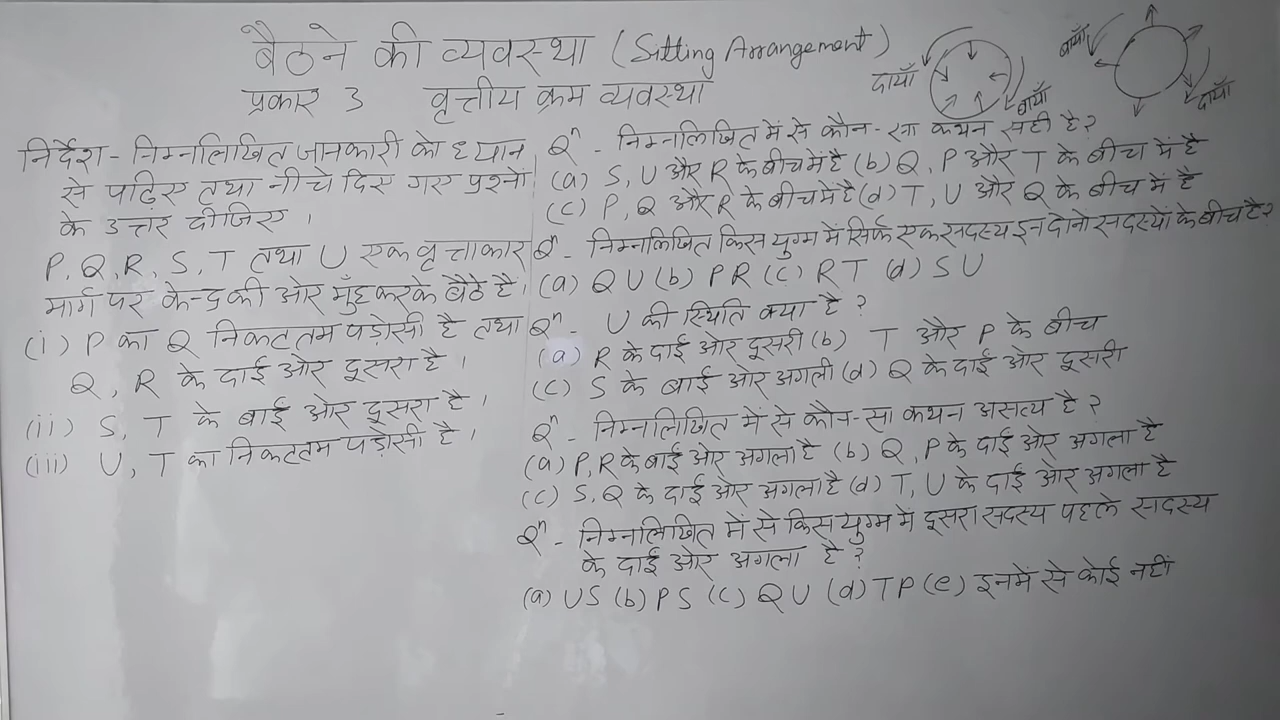 बैठने की व्यवस्था (Sitting Arrangement)
प्रकार 3 वृत्तीय क्रम व्यवस्था
दायाँ
बायाँ
बायाँ
दायाँ
निर्देश - निम्नलिखित जानकारी को ध्यान
से पढ़िए तथा नीचे दिए गए प्रश्नों
के उत्तर दीजिए ।
P, Q, R, S, T तथा U एक वृत्ताकार
मार्ग पर केन्द्र की ओर मुँह करके बैठे है ।
(i) P का Q निकटतम पड़ोसी है तथा
Q, R के दाईं ओर दूसरा है ।
(ii) S, T के बाईं ओर दूसरा है ।
(iii) U, T का निकटतम पड़ोसी है ।
Qⁿ - निम्नलिखित में से कौन-सा कथन सही है ?
(a) S, U और R के बीच में है (b) Q, P और T के बीच में है
(c) P, Q और R के बीच में है (d) T, U और Q के बीच में है
Qⁿ - निम्नलिखित किस युग्म में सिर्फ एक सदस्य इन दोनो सदस्यों के बीच है ?
(a) QU (b) PR (c) RT (d) SU
Qⁿ - U की स्थिति क्या है ?
(a) R के दाईं ओर दूसरी (b) T और P के बीच
(c) S के बाईं ओर अगली (d) Q के दाईं ओर दूसरी
Qⁿ - निम्नलिखित में से कौन-सा कथन असत्य है ?
(a) P, R के बाईं ओर अगला है (b) Q, P के दाईं ओर अगला है
(c) S, Q के दाईं ओर अगला है (d) T, U के दाईं ओर अगला है
Qⁿ - निम्नलिखित में से किस युग्म मे दूसरा सदस्य पहले सदस्य
के दाईं ओर अगला है ?
(a) US (b) PS (c) QU (d) TP (e) इनमें से कोई नहीं